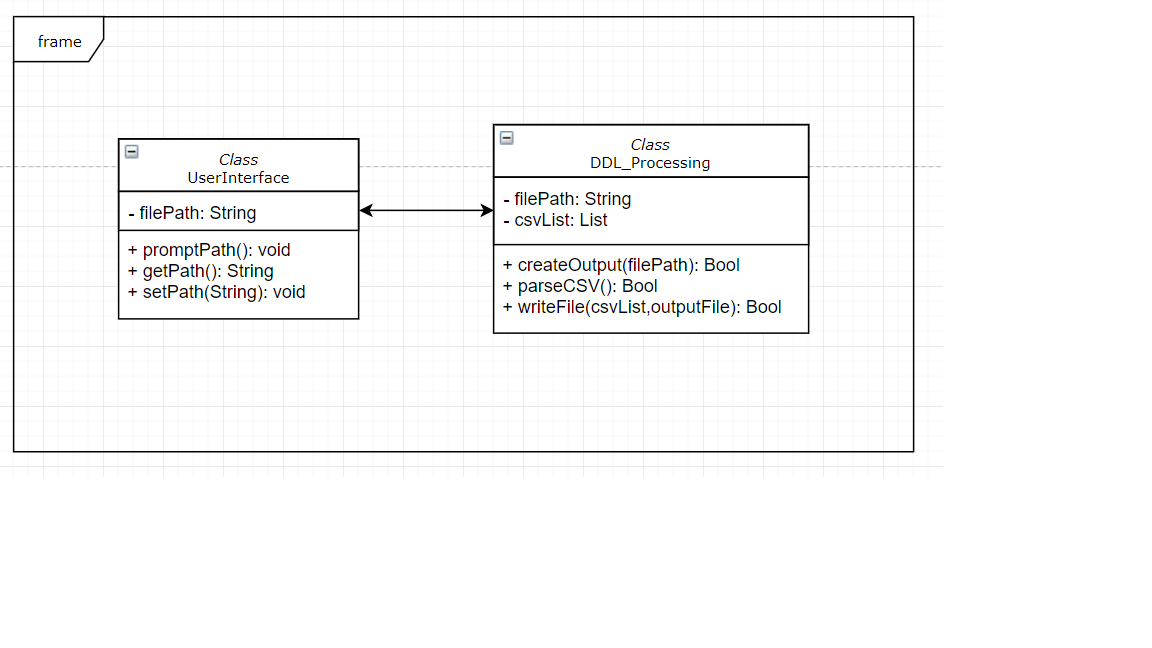 frame
Class
UserInterface
- filePath: String
+ promptPath(): void
+ getPath(): String
+ setPath(String): void
Class
DDL_Processing
- filePath: String
- csvList: List
+ createOutput(filePath): Bool
+ parseCSV(): Bool
+ writeFile(csvList,outputFile): Bool